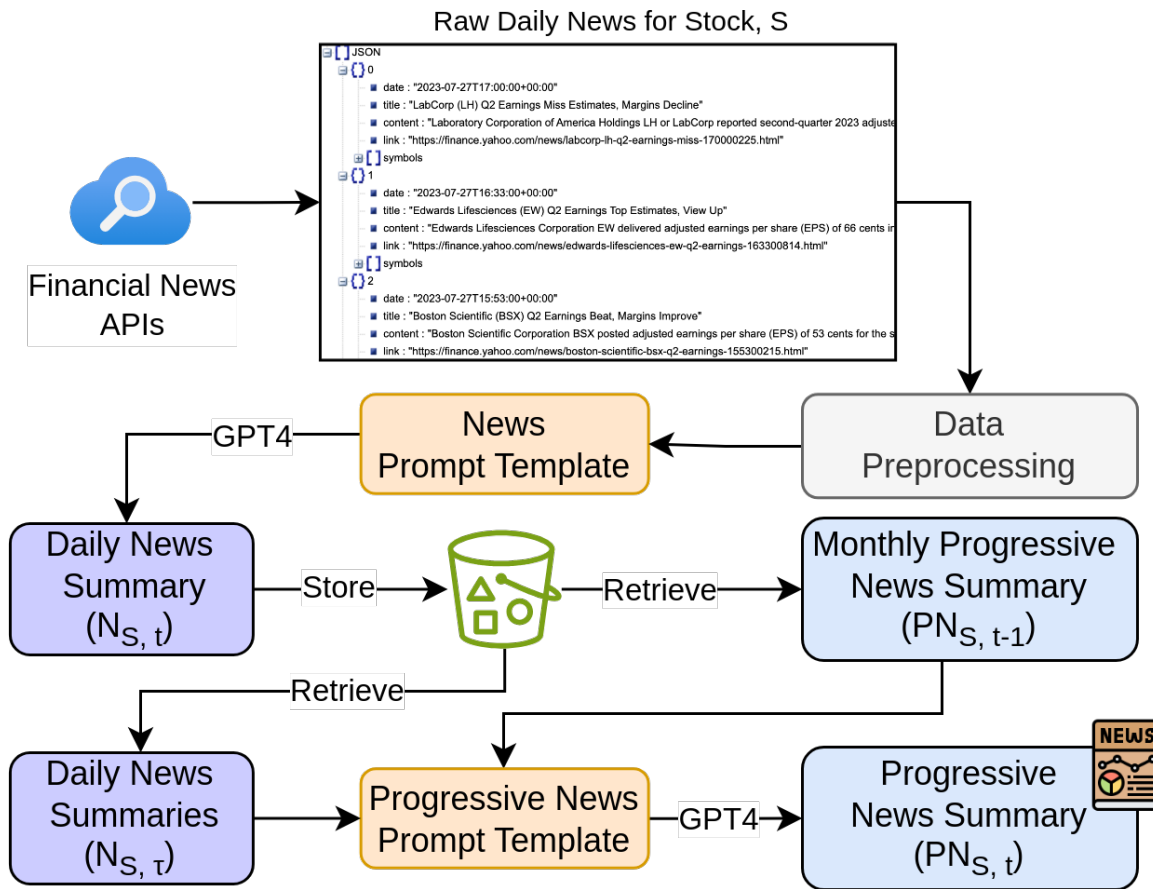 Raw Daily News for Stock, S
JSON
0
date : "2023-07-27T17:00:00+00:00"
title : "LabCorp (LH) Q2 Earnings Miss Estimates, Margins Decline"
content : "Laboratory Corporation of America Holdings LH or LabCorp reported second-quarter 2023 adjuste
link : "https://finance.yahoo.com/news/labcorp-lh-q2-earnings-miss-170000225.html"
symbols
1
date : "2023-07-27T16:33:00+00:00"
title : "Edwards Lifesciences (EW) Q2 Earnings Top Estimates, View Up"
content : "Edwards Lifesciences Corporation EW delivered adjusted earnings per share (EPS) of 66 cents in
link : "https://finance.yahoo.com/news/edwards-lifesciences-ew-q2-earnings-163300814.html"
symbols
2
date : "2023-07-27T15:53:00+00:00"
title : "Boston Scientific (BSX) Q2 Earnings Beat, Margins Improve"
content : "Boston Scientific Corporation BSX posted adjusted earnings per share (EPS) of 53 cents for the s
link : "https://finance.yahoo.com/news/boston-scientific-bsx-q2-earnings-155300215.html"
Financial News
APIs
GPT4
News
Prompt Template
Data
Preprocessing
Daily News
Summary
(N S, t)
Store
Retrieve
Monthly Progressive
News Summary
(PN S, t-1)
Retrieve
Daily News
Summaries
(N S, τ)
Progressive News
Prompt Template
GPT4
Progressive
News Summary
(PN S, t)
NEWS